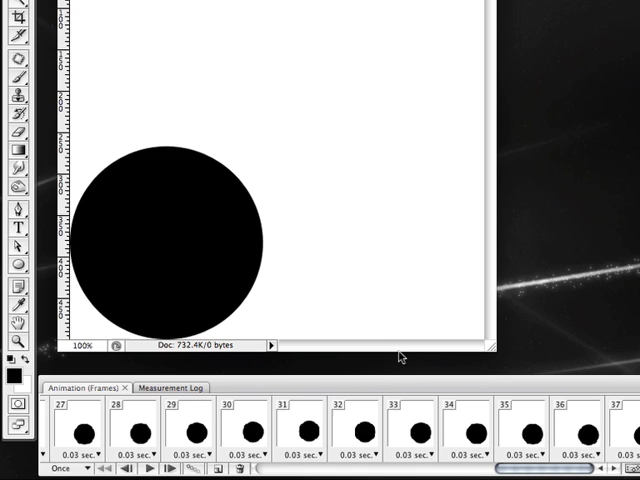 100%
Doc: 732.4K/0 bytes
Animation (Frames) ×
Measurement Log
27 28 29 30 31 32 33 34 35 36 37
0.03 sec. 0.03 sec. 0.03 sec. 0.03 sec. 0.03 sec. 0.03 sec. 0.03 sec. 0.03 sec. 0.03 sec. 0.03 sec. 0.03
Once